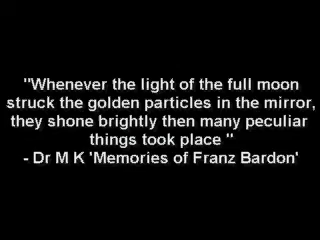 "Whenever the light of the full moon
struck the golden particles in the mirror,
they shone brightly then many peculiar
things took place "
- Dr M K 'Memories of Franz Bardon'